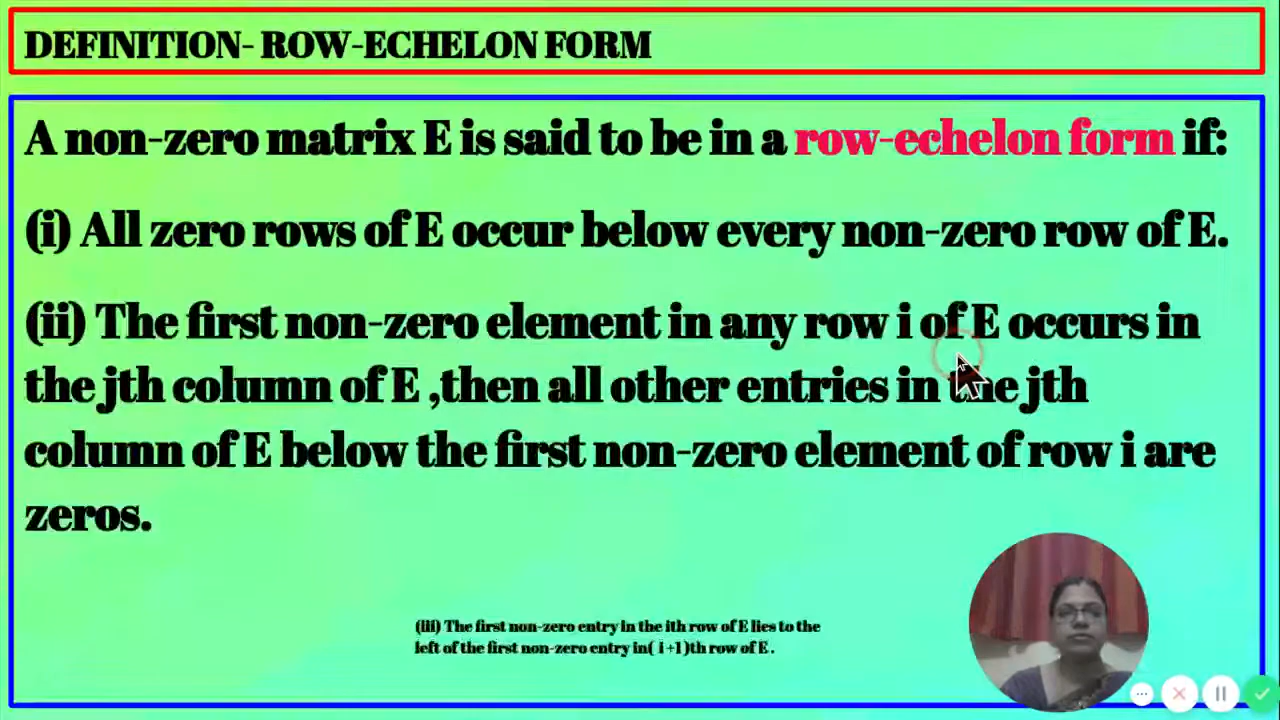 DEFINITION- ROW-ECHELON FORM
A non-zero matrix E is said to be in a row-echelon form if:
(i) All zero rows of E occur below every non-zero row of E.
(ii) The first non-zero element in any row i of E occurs in
the jth column of E ,then all other entries in the jth
column of E below the first non-zero element of row i are
zeros.
(iii) The first non-zero entry in the ith row of E lies to the
left of the first non-zero entry in( i +1 )th row of E .